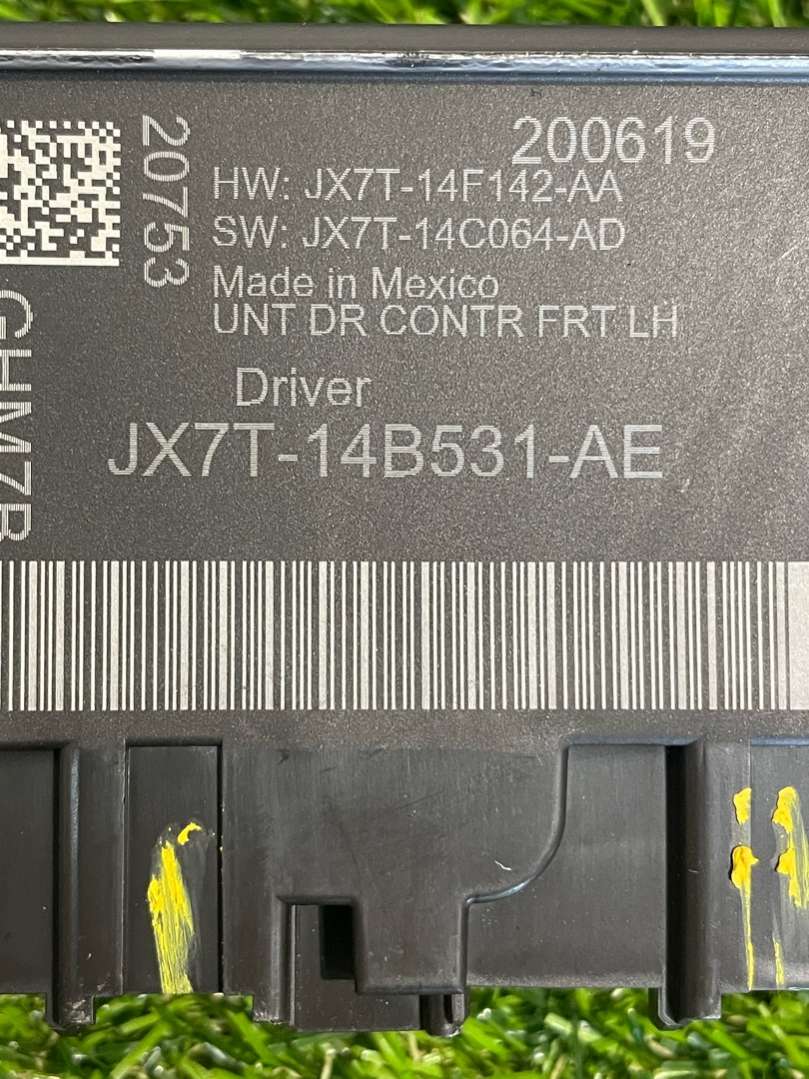 200619
20753
HW: JX7T-14F142-AA
SW: JX7T-14C064-AD
Made in Mexico
UNT DR CONTR FRT LH
Driver
JX7T-14B531-AE
GHM7B